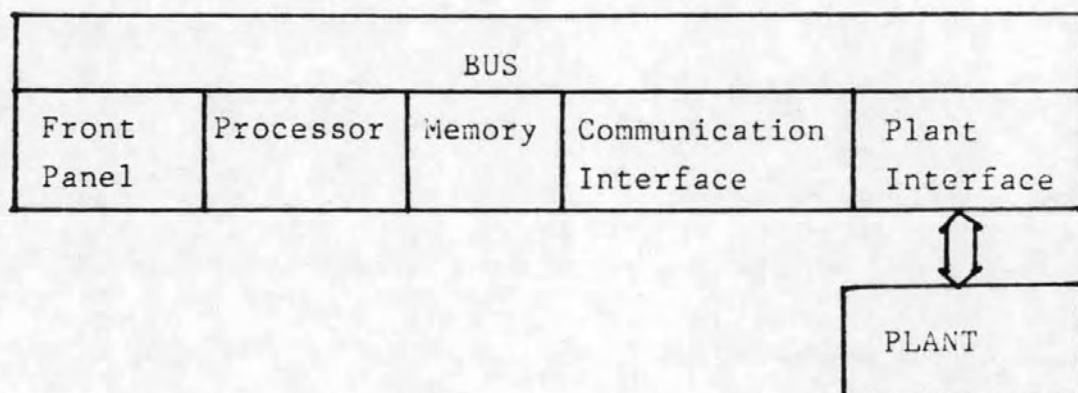 BUS
Front Panel
Processor
Memory
Communication Interface
Plant Interface
PLANT